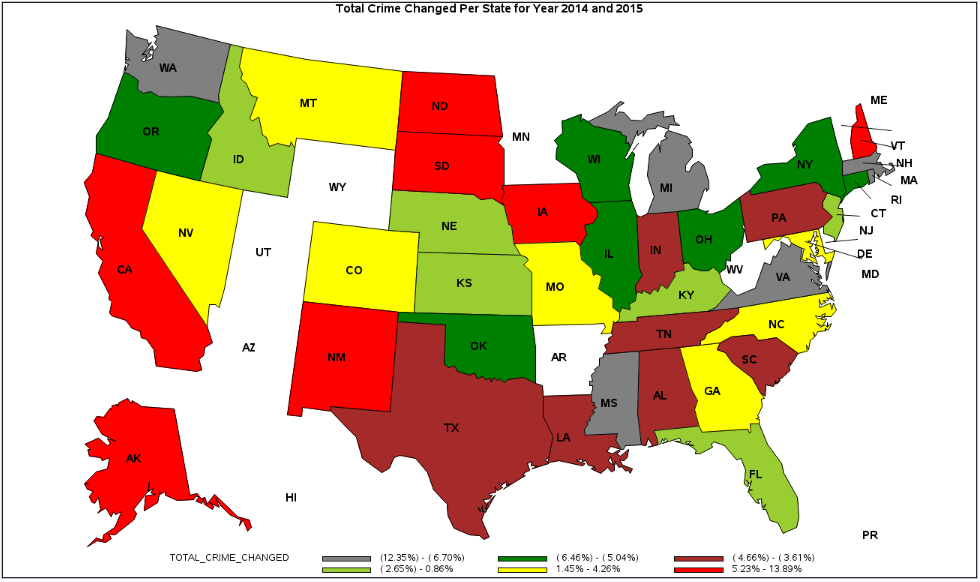 Total Crime Changed Per State for Year 2014 and 2015
WA
MT
ND
MN
ME
OR
ID
SD
WI
NY
VT
NH
MA
RI
WY
MI
CT
NV
UT
NE
IA
PA
NJ
DE
MD
CA
CO
KS
MO
IL
IN
OH
WV
VA
KY
AZ
NM
OK
AR
TN
NC
SC
TX
LA
MS
AL
GA
AK
HI
FL
PR
TOTAL_CRIME_CHANGED
(12.35%) - ( 6.70%)
( 6.46%) - ( 5.04%)
( 4.66%) - ( 3.61%)
( 2.65%) - 0.86%
1.45% - 4.26%
5.23% - 13.89%